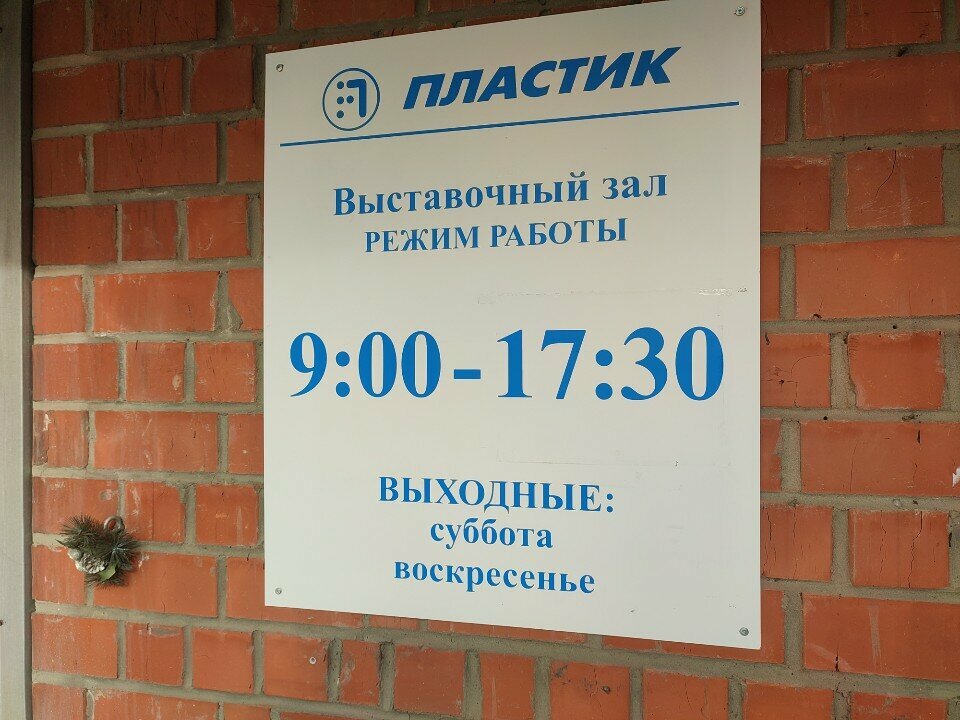 ПЛАСТИК
Выставочный зал
РЕЖИМ РАБОТЫ
9:00-17:30
ВЫХОДНЫЕ:
суббота
воскресенье